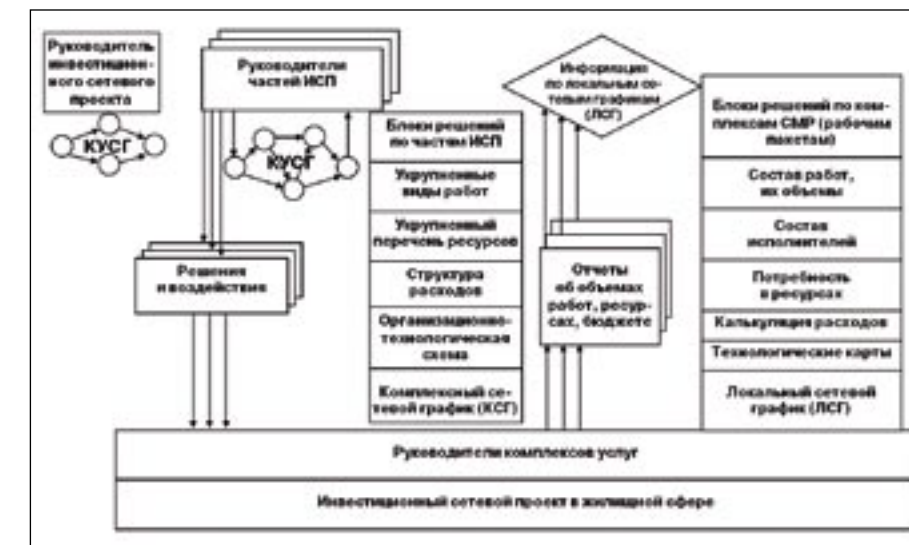 Руководитель
инвестицион-
ного сетевого
проекта
КУСГ
Руководители
частей ИСП
КУСГ
Решения
и воздействия
Блоки решений
по частям ИСП
Укрупненные
виды работ
Укрупненный
перечень ресурсов
Структура
расходов
Организационно-
технологическая
схема
Комплексный се-
тевой график (КСГ)
Информация
по локальным се-
тевым графикам
(ЛСГ)
Отчеты
об объемах
работ, ресур-
сах, бюджете
Блоки решений по ком-
плексам СМР (рабочим
пакетам)
Состав работ,
их объемы
Состав
исполнителей
Потребность
в ресурсах
Калькуляция расходов
Технологические карты
Локальный сетевой
график (ЛСГ)
Руководители комплексов услуг
Инвестиционный сетевой проект в жилищной сфере